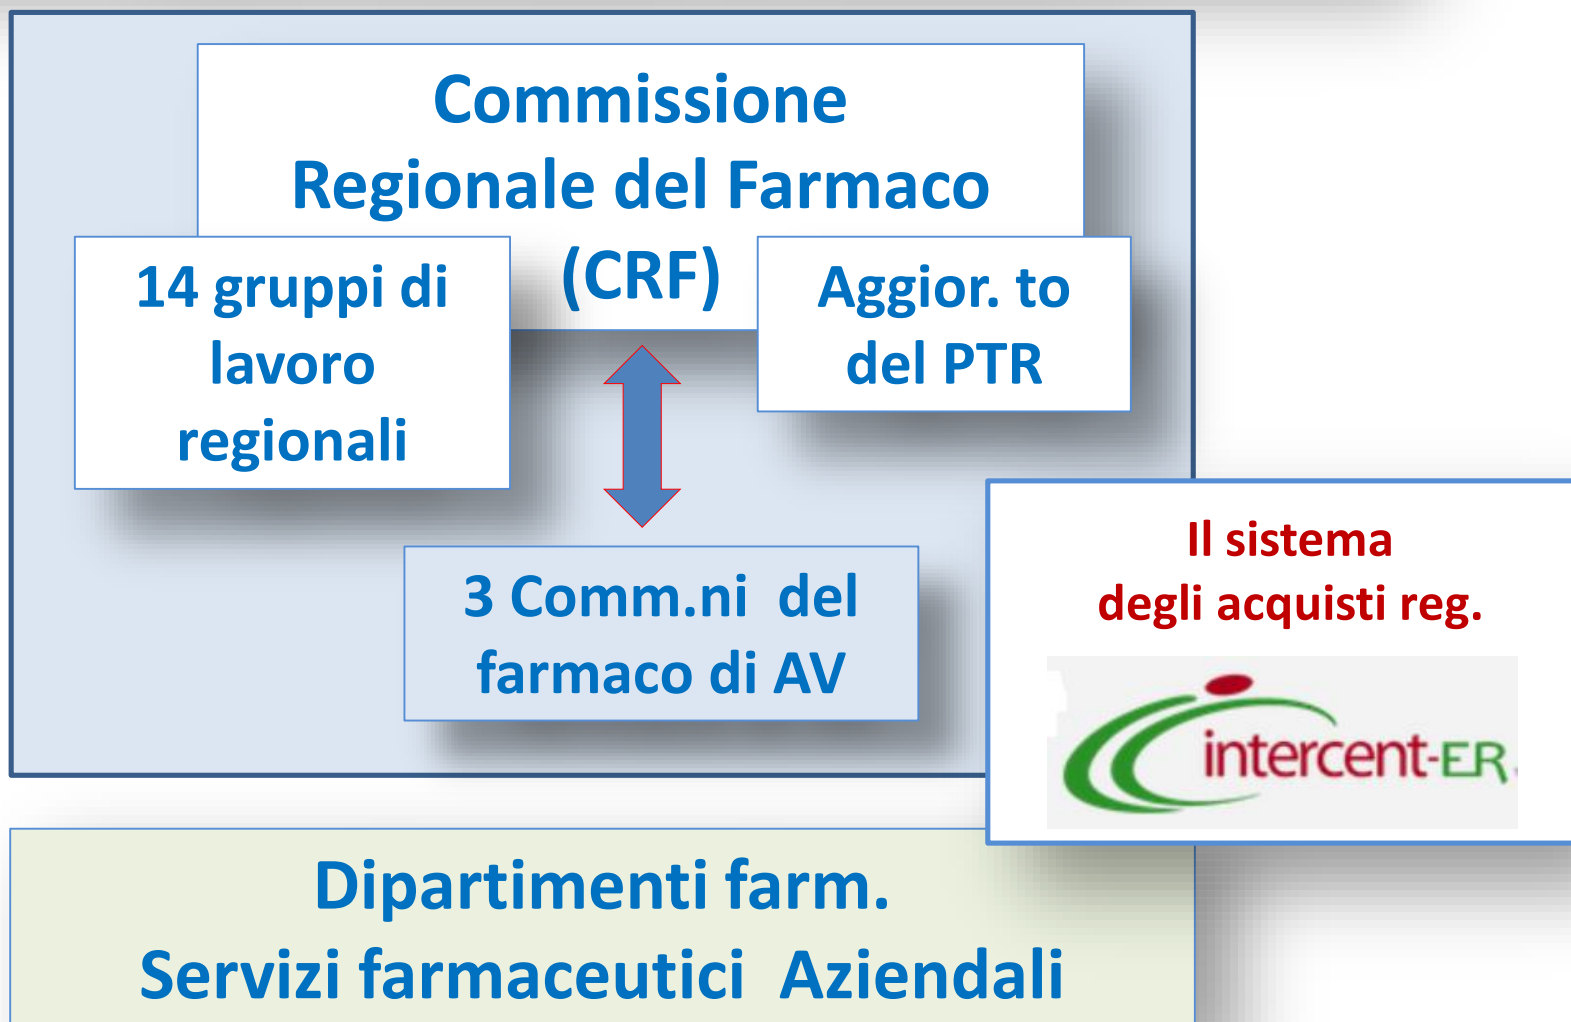 Commissione
Regionale del Farmaco
(CRF)
14 gruppi di
lavoro
regionali
Aggior. to
del PTR
3 Comm.ni  del
farmaco di AV
Il sistema
degli acquisti reg.
intercent-ER
Dipartimenti farm.
Servizi farmaceutici  Aziendali